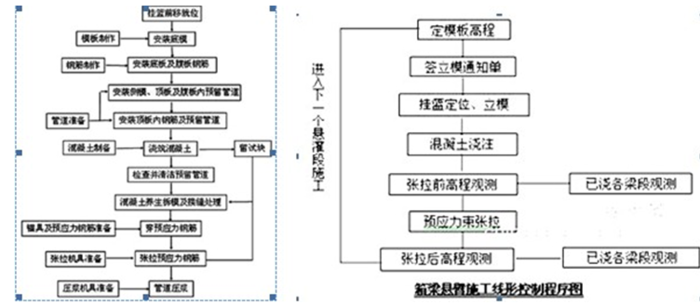 挂篮前移就位
模板制作
安装底模
钢筋制作
安装底板及腹板钢筋
安装侧模、顶板及腹板内预留管道
管道准备
安装顶板内钢筋及预留管道
混凝土制备
浇筑混凝土
留试块
检查并清洁预留管道
混凝土养生拆模及接缝处理
锚具及预应力钢筋准备
穿预应力钢筋
张拉机具准备
张拉预应力钢筋
压浆机具准备
管道压浆
进入下一个悬灌段施工
定模板高程
签立模通知单
挂篮定位、立模
混凝土浇注
张拉前高程观测
已浇各梁段观测
预应力束张拉
张拉后高程观测
已浇各梁段观测
箱梁悬臂施工线形控制程序图